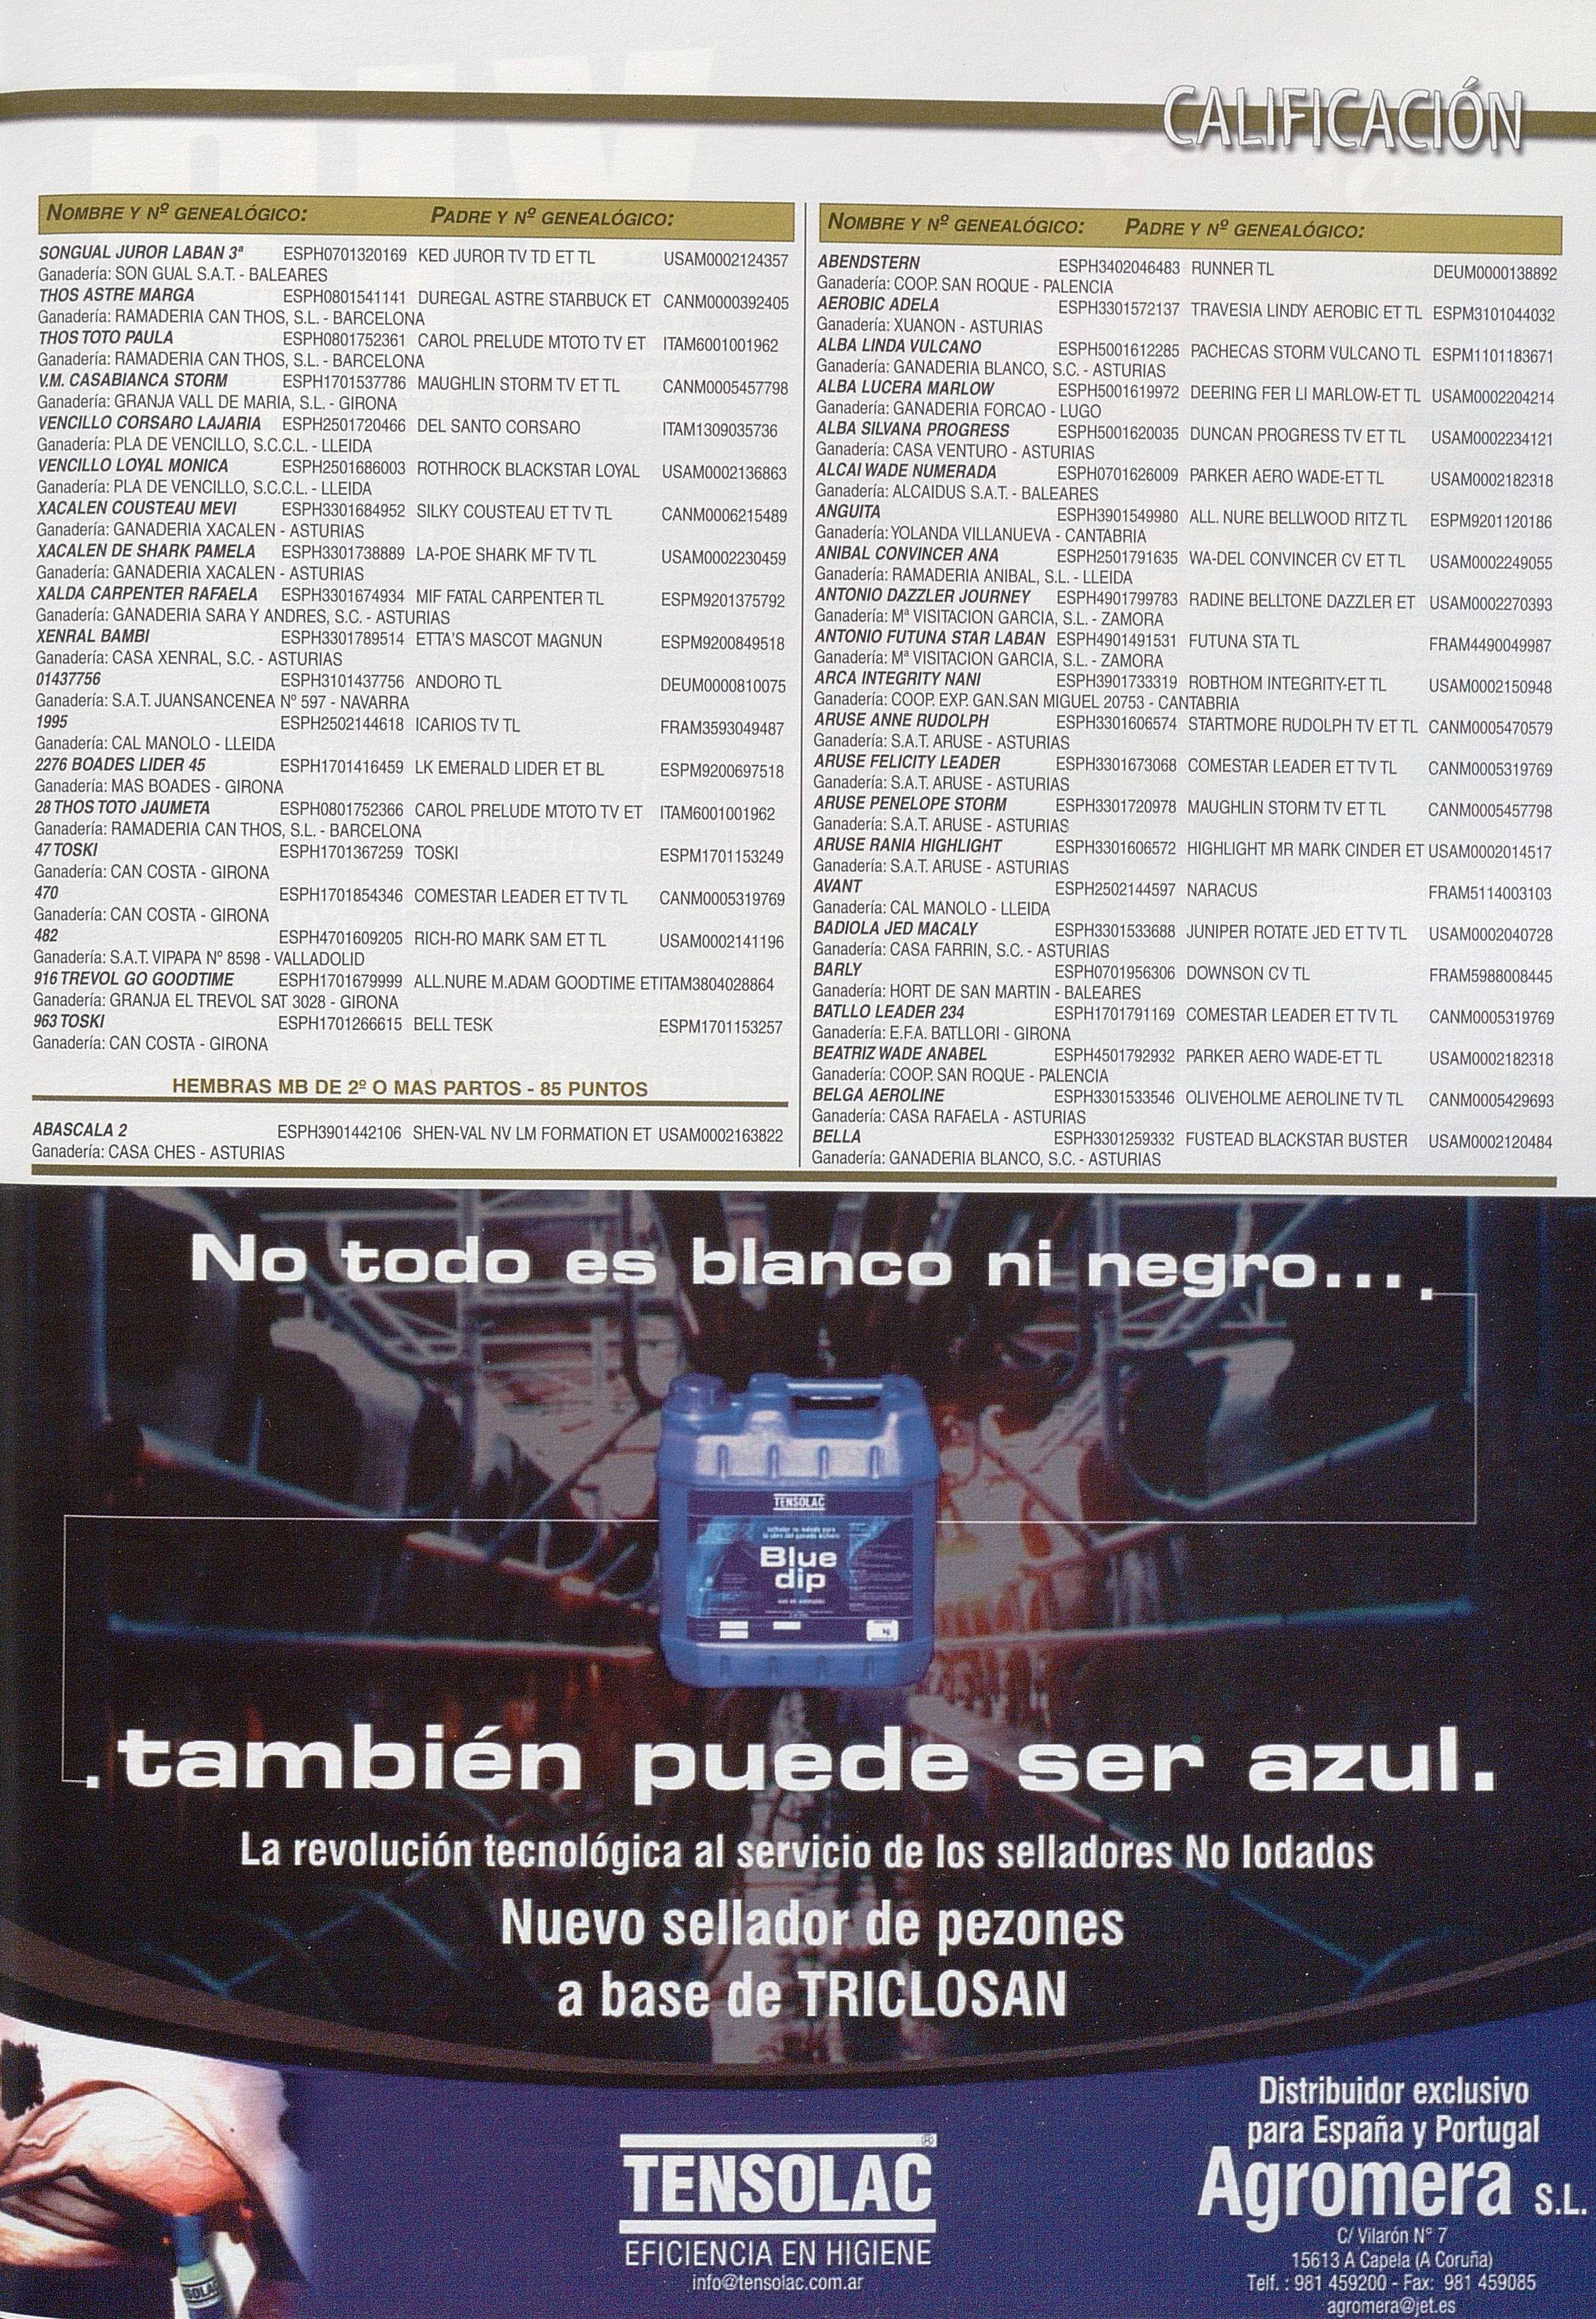 CALIFICACIÓN
NOMBRE Y Nº GENEALÓGICO: PADRE Y Nº GENEALÓGICO:
SONGUAL JUROR LABAN 3ª ESPH0701320169 KED JUROR TV TD ET TL USAM0002124357
Ganadería: SON GUAL S.A.T. - BALEARES
THOS ASTRE MARGA ESPH0801541141 DUREGAL ASTRE STARBUCK ET CANM0000392405
Ganadería: RAMADERIA CAN THOS, S.L. - BARCELONA
THOS TOTO PAULA ESPH0801752361 CAROL PRELUDE MTOTO TV ET ITAM6001001962
Ganadería: RAMADERIA CAN THOS, S.L. - BARCELONA
V.M. CASABIANCA STORM ESPH1701537786 MAUGHLIN STORM TV ET TL CANM0005457798
Ganadería: GRANJA VALL DE MARIA, S.L. - GIRONA
VENCILLO CORSARO LAJARIA ESPH2501720466 DEL SANTO CORSARO ITAM1309035736
Ganadería: PLA DE VENCILLO, S.C.C.L. - LLEIDA
VENCILLO LOYAL MONICA ESPH2501686003 ROTHROCK BLACKSTAR LOYAL USAM0002136863
Ganadería: PLA DE VENCILLO, S.C.C.L. - LLEIDA
XACALEN COUSTEAU MEVI ESPH3301684952 SILKY COUSTEAU ET TV TL CANM0006215489
Ganadería: GANADERIA XACALEN - ASTURIAS
XACALEN DE SHARK PAMELA ESPH3301738889 LA-POE SHARK MF TV TL USAM0002230459
Ganadería: GANADERIA XACALEN - ASTURIAS
XALDA CARPENTER RAFAELA ESPH3301674934 MIF FATAL CARPENTER TL ESPM9201375792
Ganadería: GANADERIA SARA Y ANDRES, S.C. - ASTURIAS
XENRAL BAMBI ESPH3301789514 ETTA'S MASCOT MAGNUN ESPM9200849518
Ganadería: CASA XENRAL, S.C. - ASTURIAS
01437756 ESPH3101437756 ANDORO TL DEUM0000810075
Ganadería: S.A.T. JUANSANCENEA Nº 597 - NAVARRA
1995 ESPH2502144618 ICARIOS TV TL FRAM3593049487
Ganadería: CAL MANOLO - LLEIDA
2276 BOADES LIDER 45 ESPH1701416459 LK EMERALD LIDER ET BL ESPM9200697518
Ganadería: MAS BOADES - GIRONA
28 THOS TOTO JAUMETA ESPH0801752366 CAROL PRELUDE MTOTO TV ET ITAM6001001962
Ganadería: RAMADERIA CAN THOS, S.L. - BARCELONA
47 TOSKI ESPH1701367259 TOSKI ESPM1701153249
Ganadería: CAN COSTA - GIRONA
470 ESPH1701854346 COMESTAR LEADER ET TV TL CANM0005319769
Ganadería: CAN COSTA - GIRONA
482 ESPH4701609205 RICH-RO MARK SAM ET TL USAM0002141196
Ganadería: S.A.T. VIPAPA Nº 8598 - VALLADOLID
916 TREVOL GO GOODTIME ESPH1701679999 ALL.NURE M.ADAM GOODTIME ETITAM3804028864
Ganadería: GRANJA EL TREVOL SAT 3028 - GIRONA
963 TOSKI ESPH1701266615 BELL TESK ESPM1701153257
Ganadería: CAN COSTA - GIRONA
HEMBRAS MB DE 2º O MAS PARTOS - 85 PUNTOS
ABASCALA 2 ESPH3901442106 SHEN-VAL NV LM FORMATION ET USAM0002163822
Ganadería: CASA CHES - ASTURIAS
NOMBRE Y Nº GENEALÓGICO: PADRE Y Nº GENEALÓGICO:
ABENDSTERN ESPH3402046483 RUNNER TL DEUM0000138892
Ganadería: COOP. SAN ROQUE - PALENCIA
AEROBIC ADELA ESPH3301572137 TRAVESIA LINDY AEROBIC ET TL ESPM3101044032
Ganadería: XUANON - ASTURIAS
ALBA LINDA VULCANO ESPH5001612285 PACHECAS STORM VULCANO TL ESPM1101183671
Ganadería: GANADERIA BLANCO, S.C. - ASTURIAS
ALBA LUCERA MARLOW ESPH5001619972 DEERING FER LI MARLOW-ET TL USAM0002204214
Ganadería: GANADERIA FORCAO - LUGO
ALBA SILVANA PROGRESS ESPH5001620035 DUNCAN PROGRESS TV ET TL USAM0002234121
Ganadería: CASA VENTURO - ASTURIAS
ALCAI WADE NUMERADA ESPH0701626009 PARKER AERO WADE-ET TL USAM0002182318
Ganadería: ALCAIDUS S.A.T. - BALEARES
ANGUITA ESPH3901549980 ALL. NURE BELLWOOD RITZ TL ESPM9201120186
Ganadería: YOLANDA VILLANUEVA - CANTABRIA
ANIBAL CONVINCER ANA ESPH2501791635 WA-DEL CONVINCER CV ET TL USAM0002249055
Ganadería: RAMADERIA ANIBAL, S.L. - LLEIDA
ANTONIO DAZZLER JOURNEY ESPH4901799783 RADINE BELLTONE DAZZLER ET USAM0002270393
Ganadería: Mª VISITACION GARCIA, S.L. - ZAMORA
ANTONIO FUTUNA STAR LABAN ESPH4901491531 FUTUNA STA TL FRAM4490049987
Ganadería: Mª VISITACION GARCIA, S.L. - ZAMORA
ARCA INTEGRITY NANI ESPH3901733319 ROBTHOM INTEGRITY-ET TL USAM0002150948
Ganadería: COOP. EXP. GAN.SAN MIGUEL 20753 - CANTABRIA
ARUSE ANNE RUDOLPH ESPH3301606574 STARTMORE RUDOLPH TV ET TL CANM0005470579
Ganadería: S.A.T. ARUSE - ASTURIAS
ARUSE FELICITY LEADER ESPH3301673068 COMESTAR LEADER ET TV TL CANM0005319769
Ganadería: S.A.T. ARUSE - ASTURIAS
ARUSE PENELOPE STORM ESPH3301720978 MAUGHLIN STORM TV ET TL CANM0005457798
Ganadería: S.A.T. ARUSE - ASTURIAS
ARUSE RANIA HIGHLIGHT ESPH3301606572 HIGHLIGHT MR MARK CINDER ET USAM0002014517
Ganadería: S.A.T. ARUSE - ASTURIAS
AVANT ESPH2502144597 NARACUS FRAM5114003103
Ganadería: CAL MANOLO - LLEIDA
BADIOLA JED MACALY ESPH3301533688 JUNIPER ROTATE JED ET TV TL USAM0002040728
Ganadería: CASA FARRIN, S.C. - ASTURIAS
BARLY ESPH0701956306 DOWNSON CV TL FRAM5988008445
Ganadería: HORT DE SAN MARTIN - BALEARES
BATLLO LEADER 234 ESPH1701791169 COMESTAR LEADER ET TV TL CANM0005319769
Ganadería: E.F.A. BATLLORI - GIRONA
BEATRIZ WADE ANABEL ESPH4501792932 PARKER AERO WADE-ET TL USAM0002182318
Ganadería: COOP. SAN ROQUE - PALENCIA
BELGA AEROLINE ESPH3301533546 OLIVEHOLME AEROLINE TV TL CANM0005429693
Ganadería: CASA RAFAELA - ASTURIAS
BELLA ESPH3301259332 FUSTEAD BLACKSTAR BUSTER USAM0002120484
Ganadería: GANADERIA BLANCO, S.C. - ASTURIAS
No todo es blanco ni negro...
TENSOLAC
Blue
dip
.también puede ser azul.
La revolución tecnológica al servicio de los selladores No Iodados
Nuevo sellador de pezones
a base de TRICLOSAN
TENSOLAC®
EFICIENCIA EN HIGIENE
info@tensolac.com.ar
Distribuidor exclusivo
para España y Portugal
Agromera S.L.
C/ Vilarón N° 7
15613 A Capela (A Coruña)
Telf. : 981 459200 - Fax: 981 459085
agromera@jet.es